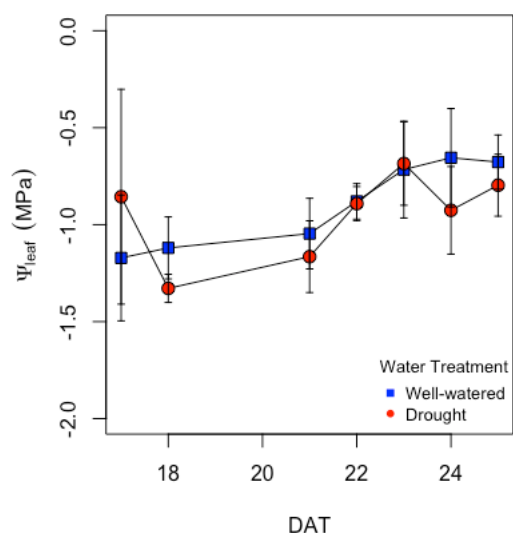 0.0
-0.5
-1.0
-1.5
-2.0
Ψleaf (MPa)
18 20 22 24
DAT
Water Treatment
Well-watered
Drought